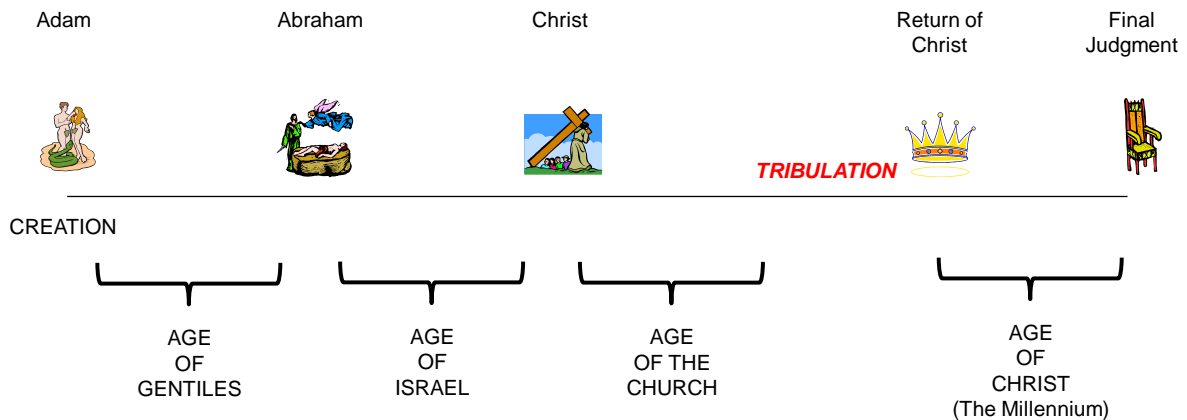 Adam
Abraham
Christ
Return of
Christ
Final
Judgment
TRIBULATION
CREATION
AGE
OF
GENTILES
AGE
OF
ISRAEL
AGE
OF THE
CHURCH
AGE
OF
CHRIST
(The Millennium)